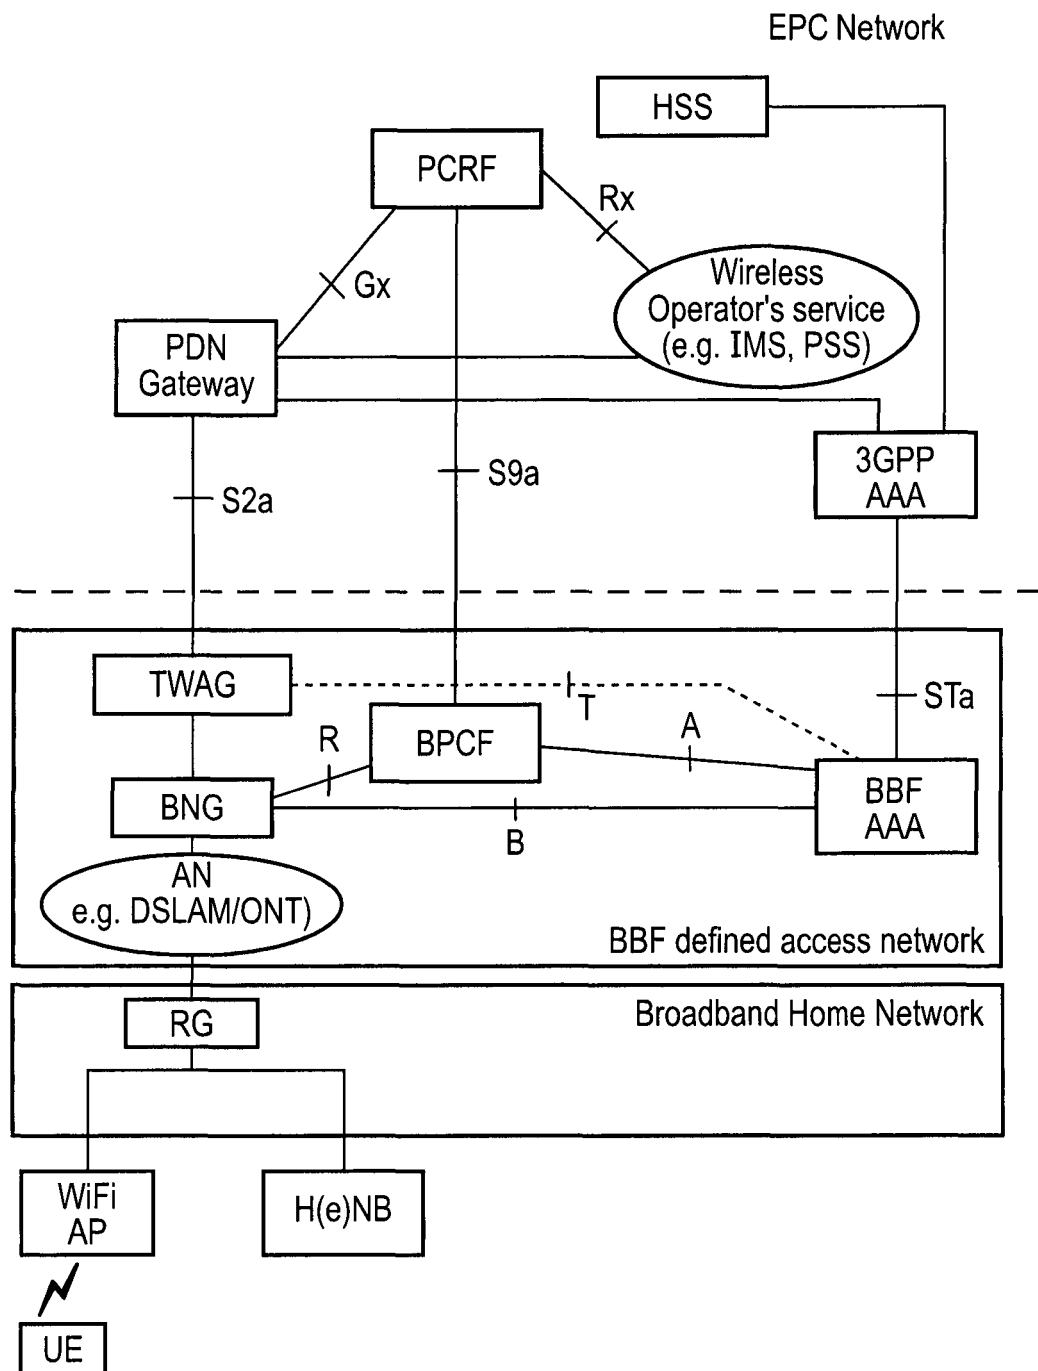 EPC Network
HSS
PCRF
Rx
Wireless
Operator's service
(e.g. IMS, PSS)
Gx
PDN
Gateway
3GPP
AAA
S9a
S2a
STa
TWAG
T
A
R
BPCF
BNG
BBF
AAA
B
AN
e.g. DSLAM/ONT)
BBF defined access network
RG
Broadband Home Network
WiFi
AP
H(e)NB
UE